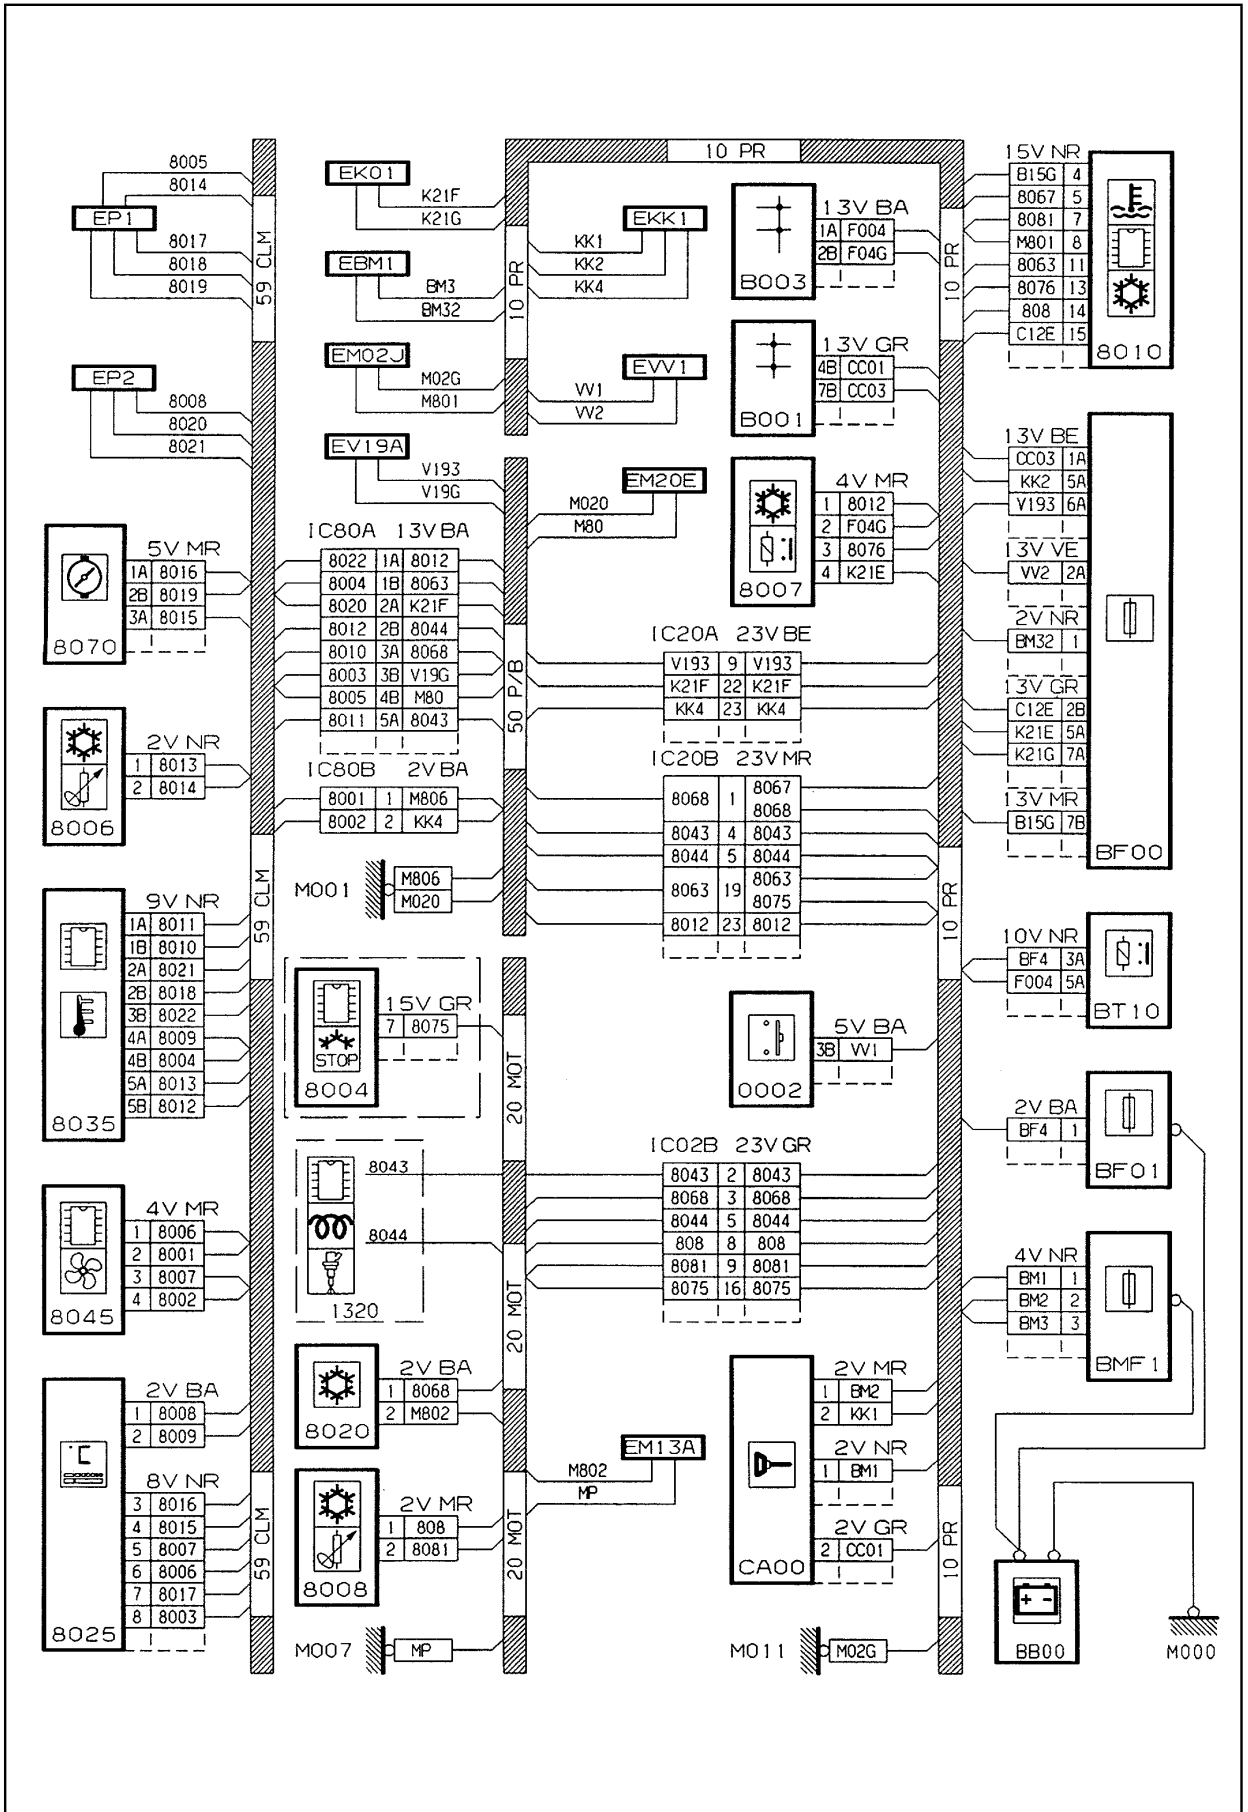 10 PR
8005
8014
EP1
8017
8018
8019
59 CLM
EP2
8008
8020
8021
5V MR
1A 8016
2B 8019
3A 8015
8070
2V NR
1 8013
2 8014
8006
9V NR
1A 8011
1B 8010
2A 8021
2B 8018
3B 8022
4A 8009
4B 8004
5A 8013
5B 8012
8035
59 CLM
4V MR
1 8006
2 8001
3 8007
4 8002
8045
2V BA
1 8008
2 8009
°C
8V NR
3 8016
4 8015
5 8007
6 8006
7 8017
8 8003
8025
59 CLM
EK01
K21F
K21G
EBM1
BM3
BM32
EM02J
M02G
M801
EV19A
V193
V19G
10 PR
IC80A 13V BA
8022 1A 8012
8004 1B 8063
8020 2A K21F
8012 2B 8044
8010 3A 8068
8003 3B V19G
8005 4B M80
8011 5A 8043
IC80B 2V BA
8001 1 M806
8002 2 KK4
M001
M806
M020
50 P/B
15V GR
7 8075
STOP
8004
20 MOT
8043
8044
1320
20 MOT
2V BA
1 8068
2 M802
8020
2V MR
1 808
2 8081
8008
20 MOT
M007
MP
EKK1
KK1
KK2
KK4
EVV1
VV1
VV2
EM20E
M020
M80
13V BA
1A F004
2B F04G
B003
13V GR
4B CC01
7B CC03
B001
4V MR
1 8012
2 F04G
3 8076
4 K21E
8007
IC20A 23V BE
V193 9 V193
K21F 22 K21F
KK4 23 KK4
IC20B 23V MR
8068 1 8067
8068
8043 4 8043
8044 5 8044
8063 19 8063
8075
8012 23 8012
5V BA
3B VV1
0002
IC02B 23V GR
8043 2 8043
8068 3 8068
8044 5 8044
808 8 808
8081 9 8081
8075 16 8075
EM13A
M802
MP
2V MR
1 BM2
2 KK1
2V NR
1 BM1
2V GR
2 CC01
CA00
M011
M02G
10 PR
10 PR
10 PR
15V NR
B15G 4
8067 5
8081 7
M801 8
8063 11
8076 13
808 14
C12E 15
8010
13V BE
CC03 1A
KK2 5A
V193 6A
13V VE
VV2 2A
2V NR
BM32 1
13V GR
C12E 2B
K21E 5A
K21G 7A
13V MR
B15G 7B
BF00
10V NR
BF4 3A
F004 5A
BT10
2V BA
BF4 1
BF01
4V NR
BM1 1
BM2 2
BM3 3
BMF1
+ -
BB00
M000